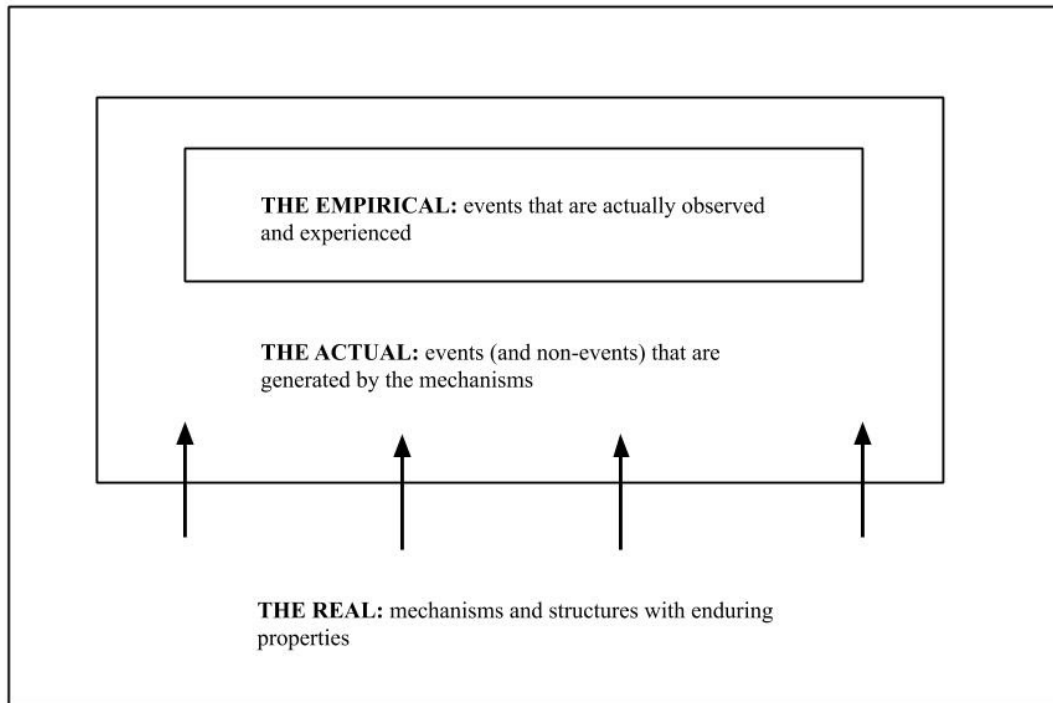 THE EMPIRICAL: events that are actually observed
and experienced
THE ACTUAL: events (and non-events) that are
generated by the mechanisms
THE REAL: mechanisms and structures with enduring
properties